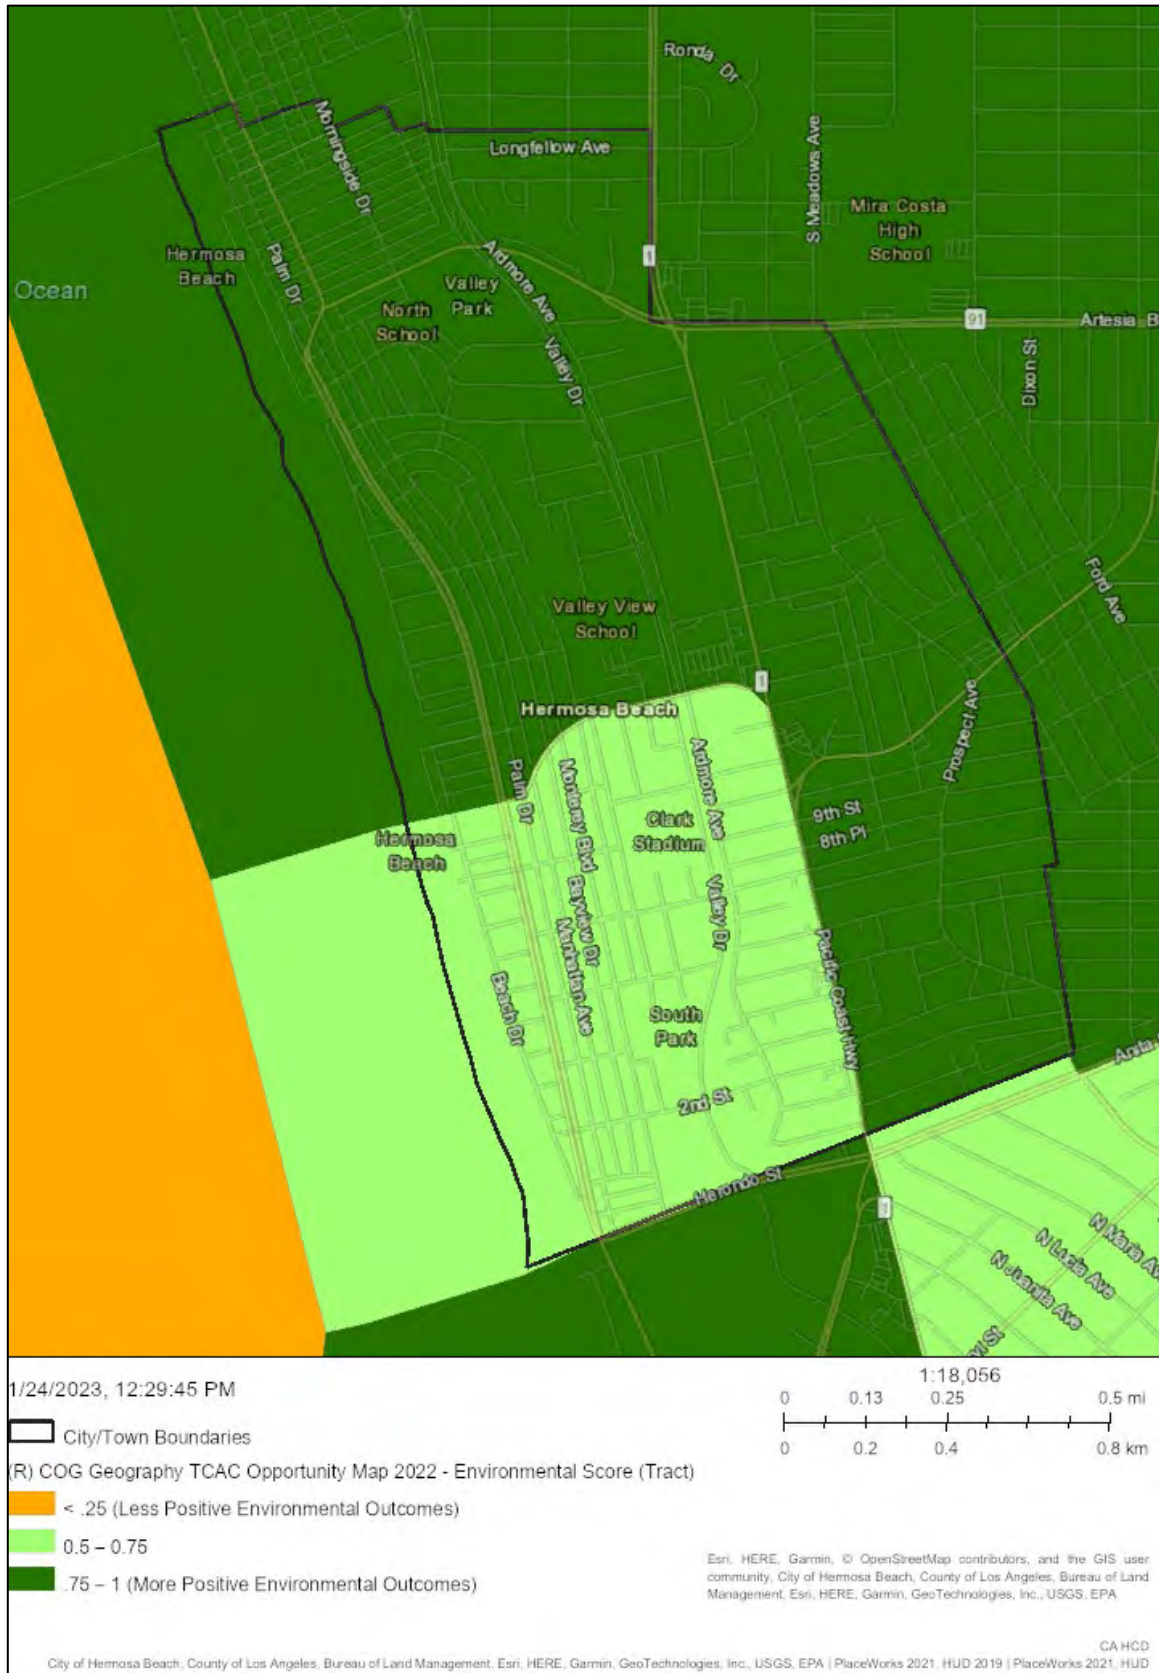 Ronda Dr
Morningside Dr
Longfellow Ave
S Meadows Ave
Mira Costa
High
School
Hermosa
Beach
Palm Dr
1
Ocean
Valley
Park
Ardmore Ave
North
School
91
Artesia B
Valley Dr
Dixon St
Ford Ave
Valley View
School
1
Prospect Ave
Hermosa Beach
Palm Dr
Monterey Blvd
Ardmore Ave
9th St
8th Pl
Clark
Stadium
Hermosa
Beach
Bayview Dr
Manhattan Ave
Valley Dr
Pacific Coast Hwy
Beach Dr
South
Park
2nd St
Anita
Herondo St
1
N Maria Av
N Lucia Ave
N Juanita Ave
St
1/24/2023, 12:29:45 PM
1:18,056
0 0.13 0.25 0.5 mi
0 0.2 0.4 0.8 km
City/Town Boundaries
(R) COG Geography TCAC Opportunity Map 2022 - Environmental Score (Tract)
< .25 (Less Positive Environmental Outcomes)
0.5 – 0.75
.75 – 1 (More Positive Environmental Outcomes)
Esri, HERE, Garmin, © OpenStreetMap contributors, and the GIS user
community, City of Hermosa Beach, County of Los Angeles, Bureau of Land
Management, Esri, HERE, Garmin, GeoTechnologies, Inc., USGS, EPA
CA HCD
City of Hermosa Beach, County of Los Angeles, Bureau of Land Management, Esri, HERE, Garmin, GeoTechnologies, Inc., USGS, EPA | PlaceWorks 2021, HUD 2019 | PlaceWorks 2021, HUD